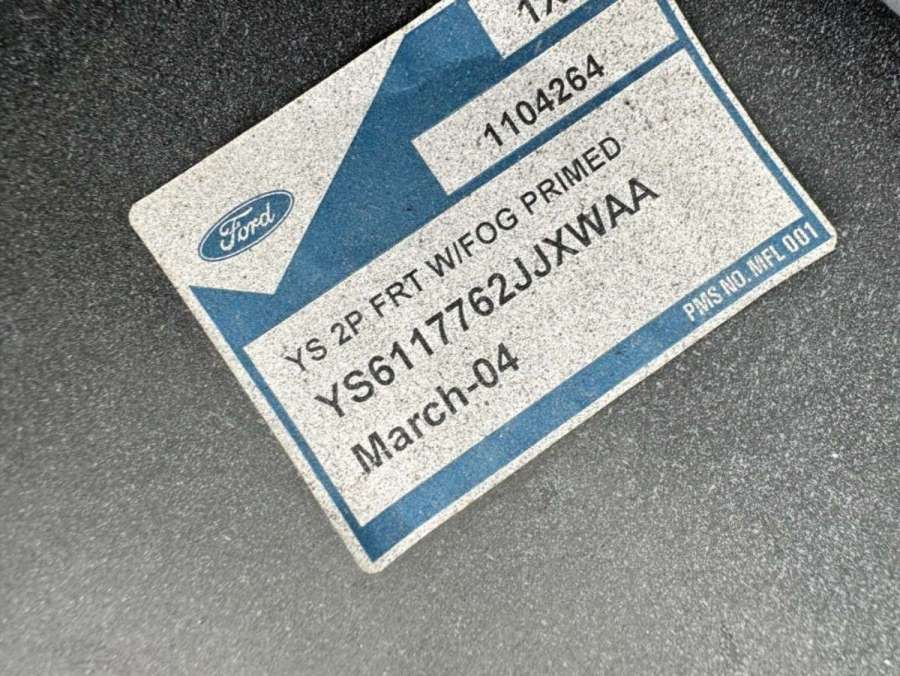 1104264
Ford
YS 2P FRT W/FOG PRIMED
YS6117762JJXWAA
March-04
PMS NO. MFL 001